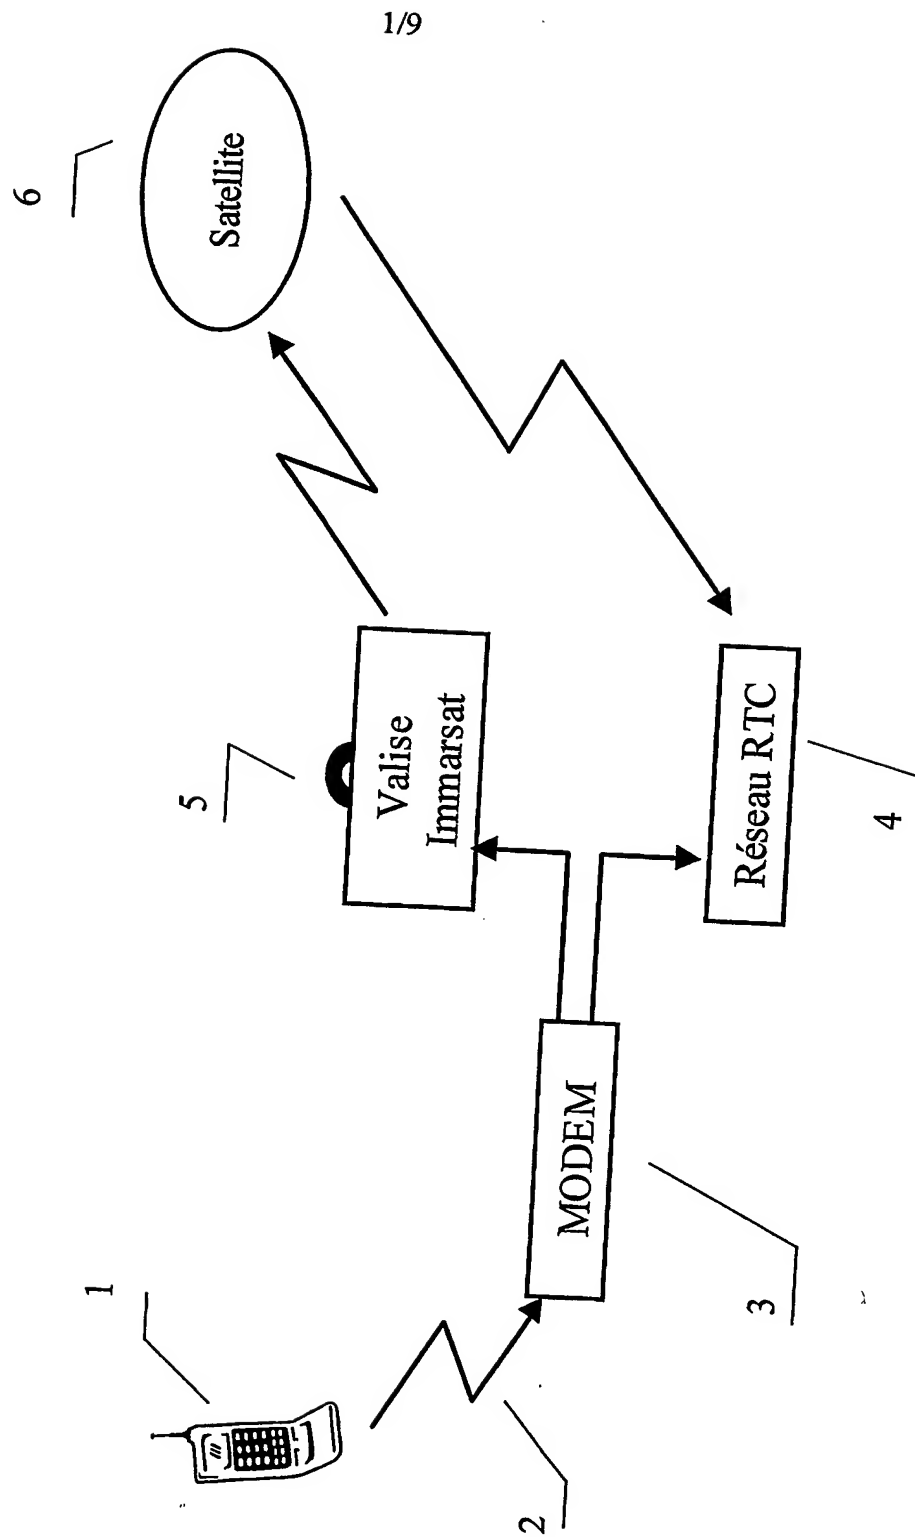 1/9
6
Satellite
5
Valise
Immarsat
Réseau RTC
4
MODEM
3
1
2